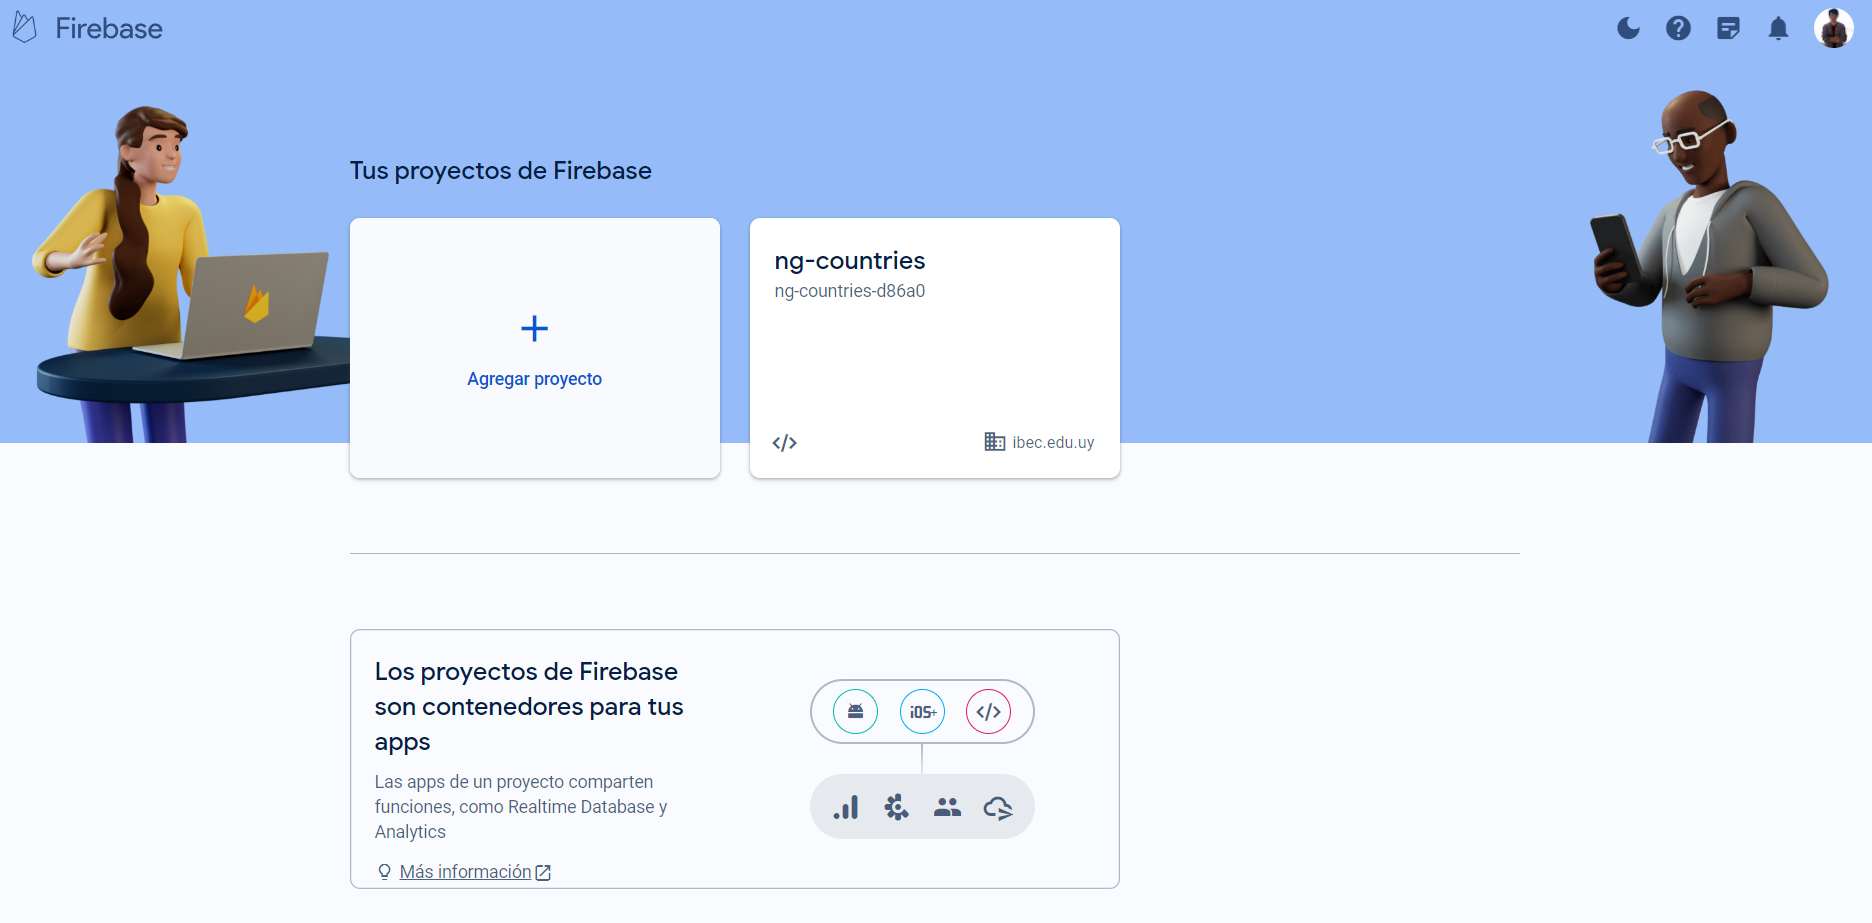 Firebase
Tus proyectos de Firebase
Agregar proyecto
ng-countries
ng-countries-d86a0
ibec.edu.uy
Los proyectos de Firebase
son contenedores para tus
apps
Las apps de un proyecto comparten
funciones, como Realtime Database y
Analytics
Más información
iOS+